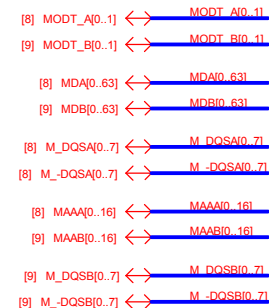 [8] MODT_A[0..1] MODT_A[0..1]
[9] MODT_B[0..1] MODT_B[0..1]
[8] MDA[0..63] MDA[0..63]
[9] MDB[0..63] MDB[0..63]
[8] M_DQSA[0..7] M_DQSA[0..7]
[8] M_-DQSA[0..7] M_-DQSA[0..7]
[8] MAAA[0..16] MAAA[0..16]
[9] MAAB[0..16] MAAB[0..16]
[9] M_DQSB[0..7] M_DQSB[0..7]
[9] M_-DQSB[0..7] M_-DQSB[0..7]